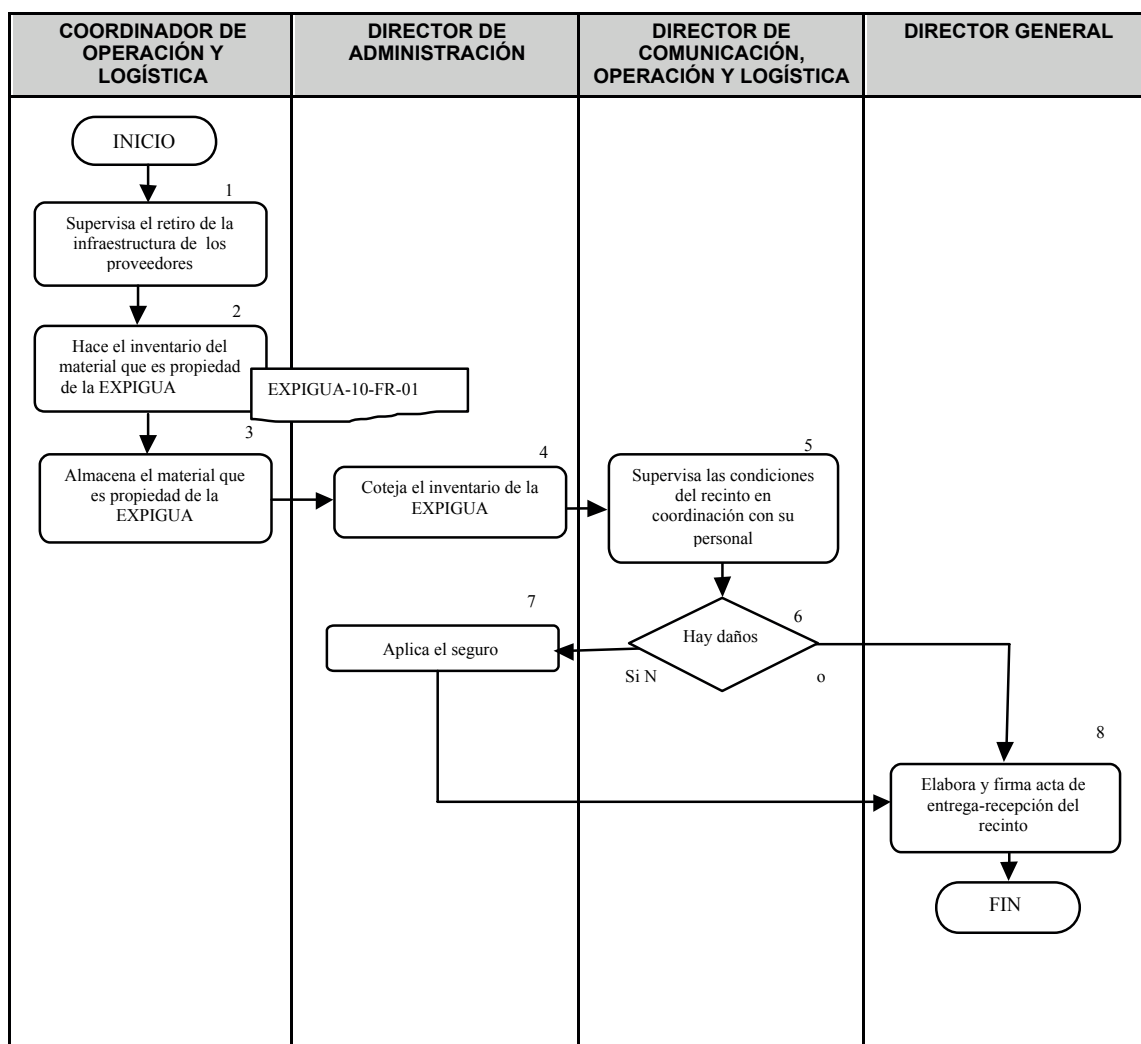 COORDINADOR DE
OPERACIÓN Y
LOGÍSTICA
DIRECTOR DE
ADMINISTRACIÓN
DIRECTOR DE
COMUNICACIÓN,
OPERACIÓN Y LOGÍSTICA
DIRECTOR GENERAL
INICIO
1
Supervisa el retiro de la
infraestructura de los
proveedores
2
Hace el inventario del
material que es propiedad
de la EXPIGUA
EXPIGUA-10-FR-01
3
Almacena el material que
es propiedad de la
EXPIGUA
4
Coteja el inventario de la
EXPIGUA
5
Supervisa las condiciones
del recinto en
coordinación con su
personal
6
Hay daños
Si N
o
7
Aplica el seguro
8
Elabora y firma acta de
entrega-recepción del
recinto
FIN